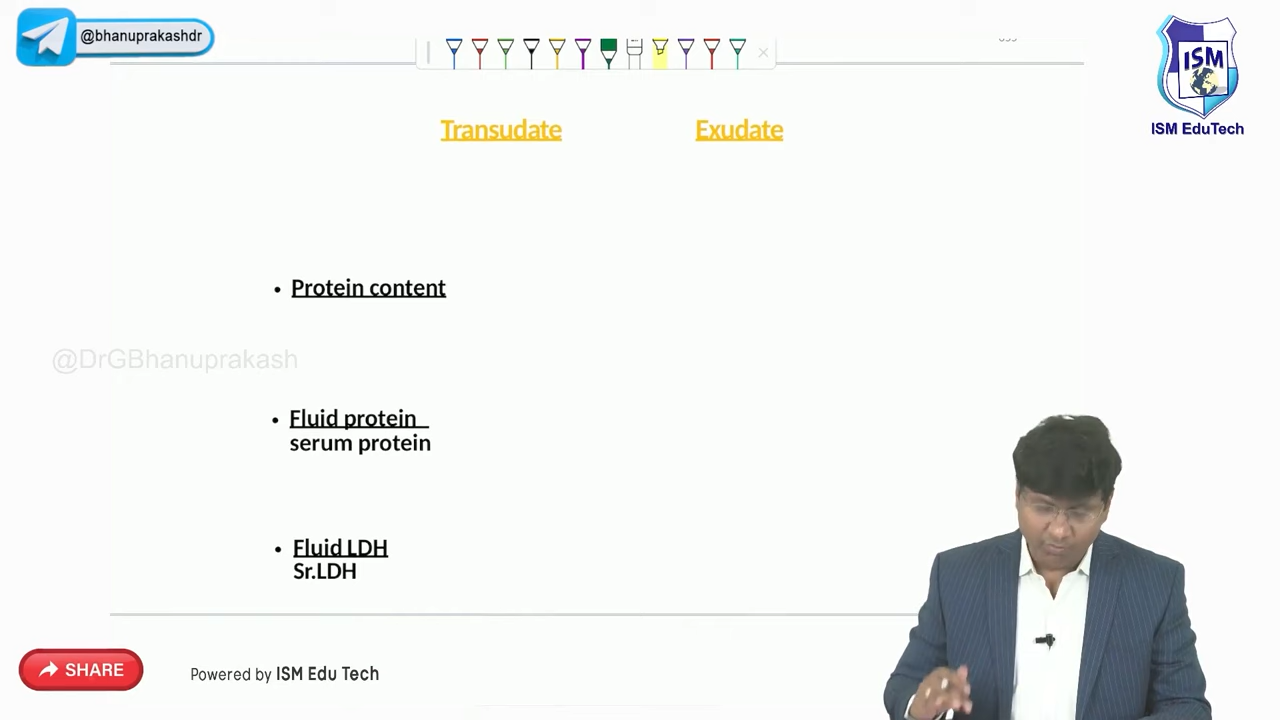 @bhanuprakashdr
ISM
ISM EduTech
Transudate Exudate
• Protein content
@DrGBhanuprakash
• Fluid protein
serum protein
• Fluid LDH
Sr.LDH
SHARE
Powered by ISM Edu Tech